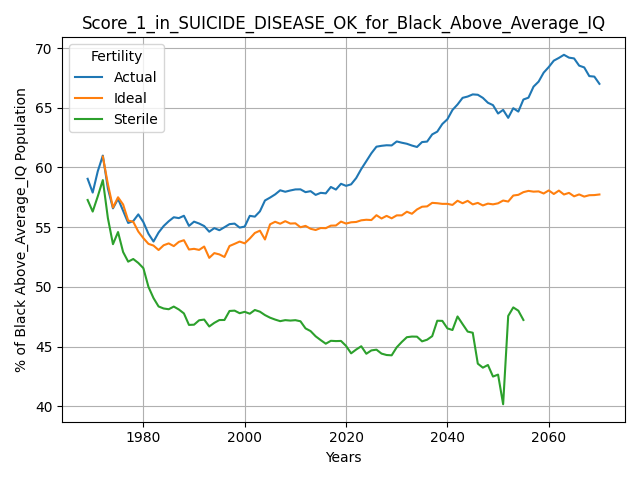 Score_1_in_SUICIDE_DISEASE_OK_for_Black_Above_Average_IQ
Fertility
Actual
Ideal
Sterile
% of Black Above_Average_IQ Population
70
65
60
55
50
45
40
1980
2000
2020
2040
2060
Years